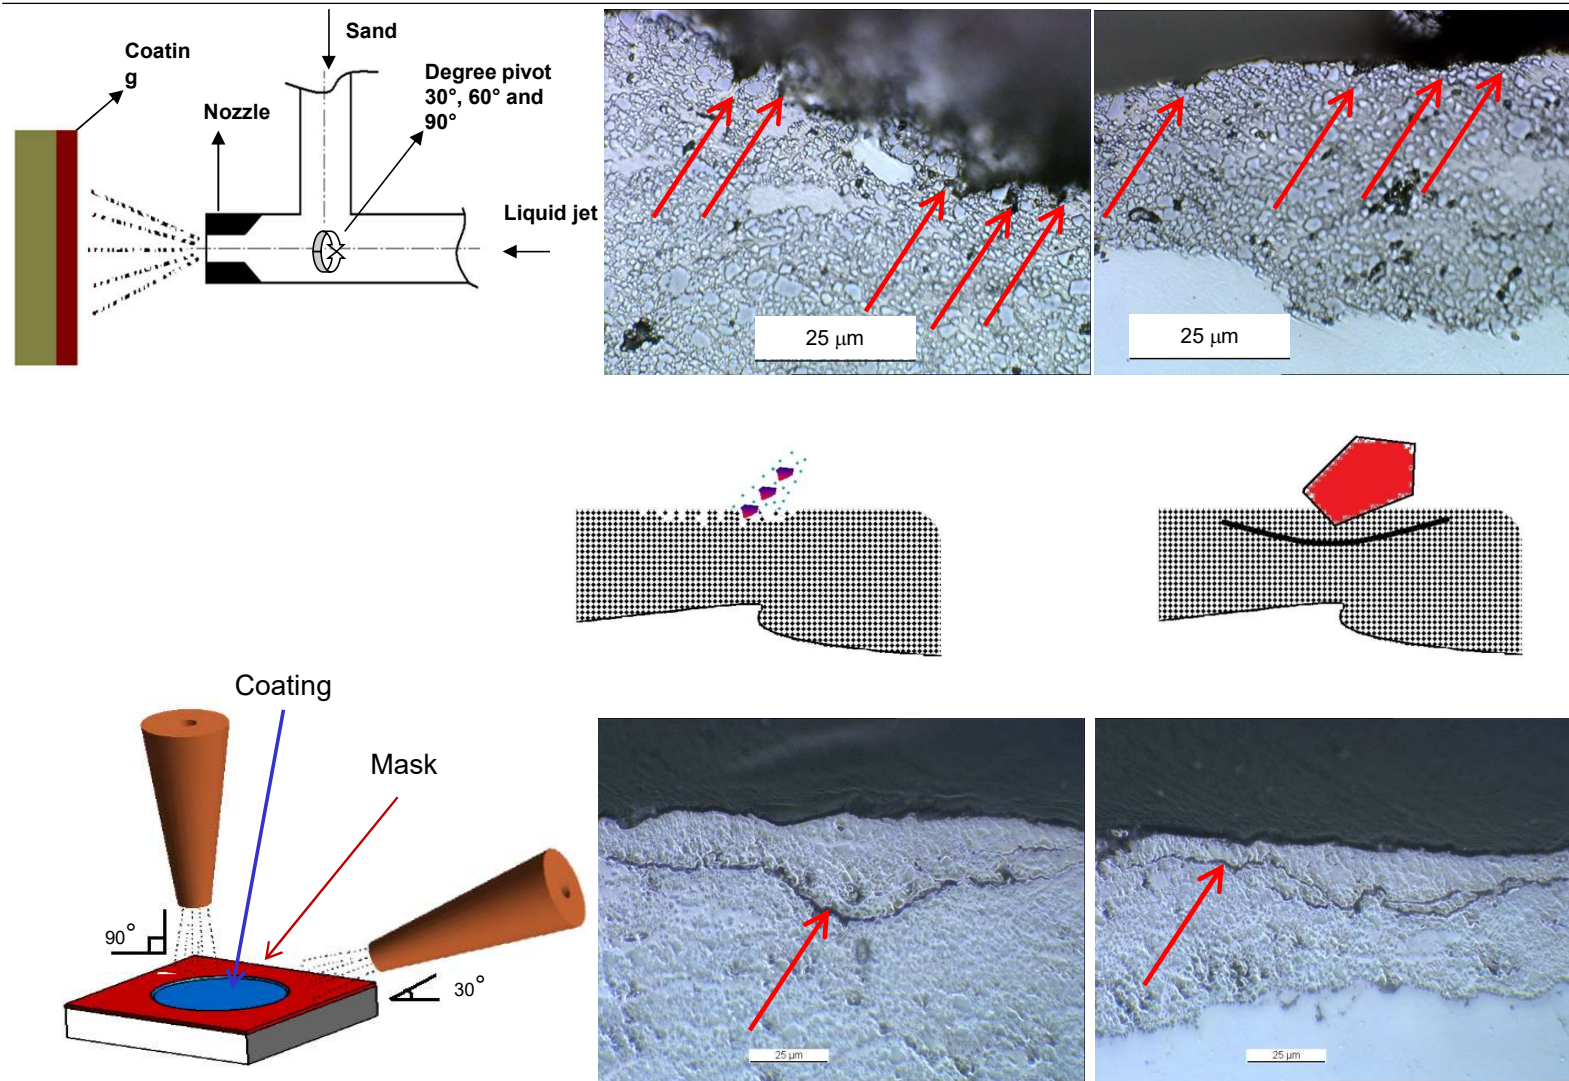 Coatin
g
Sand
Degree pivot
30°, 60° and
90°
Nozzle
Liquid jet
25 μm
25 μm
Coating
Mask
90°
30°
25 μm
25 μm